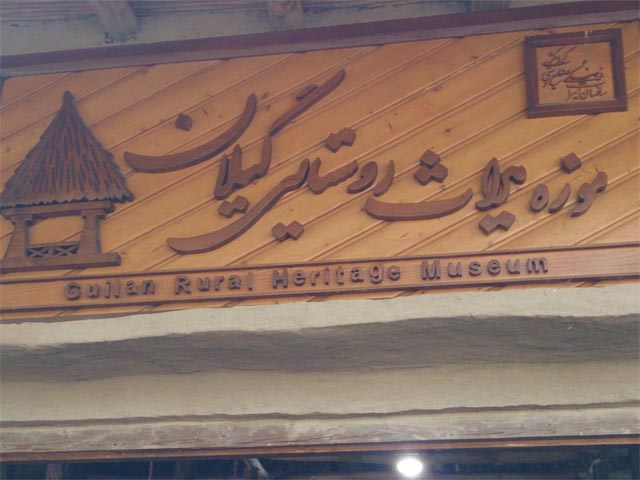 موزه میراث روستایی گیلان
Guilan Rural Heritage Museum